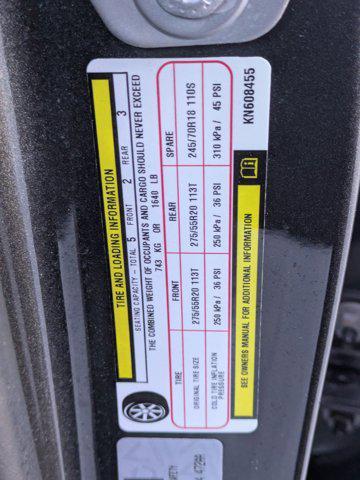 TIRE AND LOADING INFORMATION
SEATING CAPACITY - TOTAL 5 FRONT 2 REAR 3
THE COMBINED WEIGHT OF OCCUPANTS AND CARGO SHOULD NEVER EXCEED
743 KG OR 1640 LB
TIRE FRONT REAR SPARE
ORIGINAL TIRE SIZE 275/55R20 113T 275/55R20 113T 245/70R18 110S
COLD TIRE INFLATION PRESSURE 250 kPa / 36 PSI 250 kPa / 36 PSI 310 kPa / 45 PSI
SEE OWNERS MANUAL FOR ADDITIONAL INFORMATION
KN608455